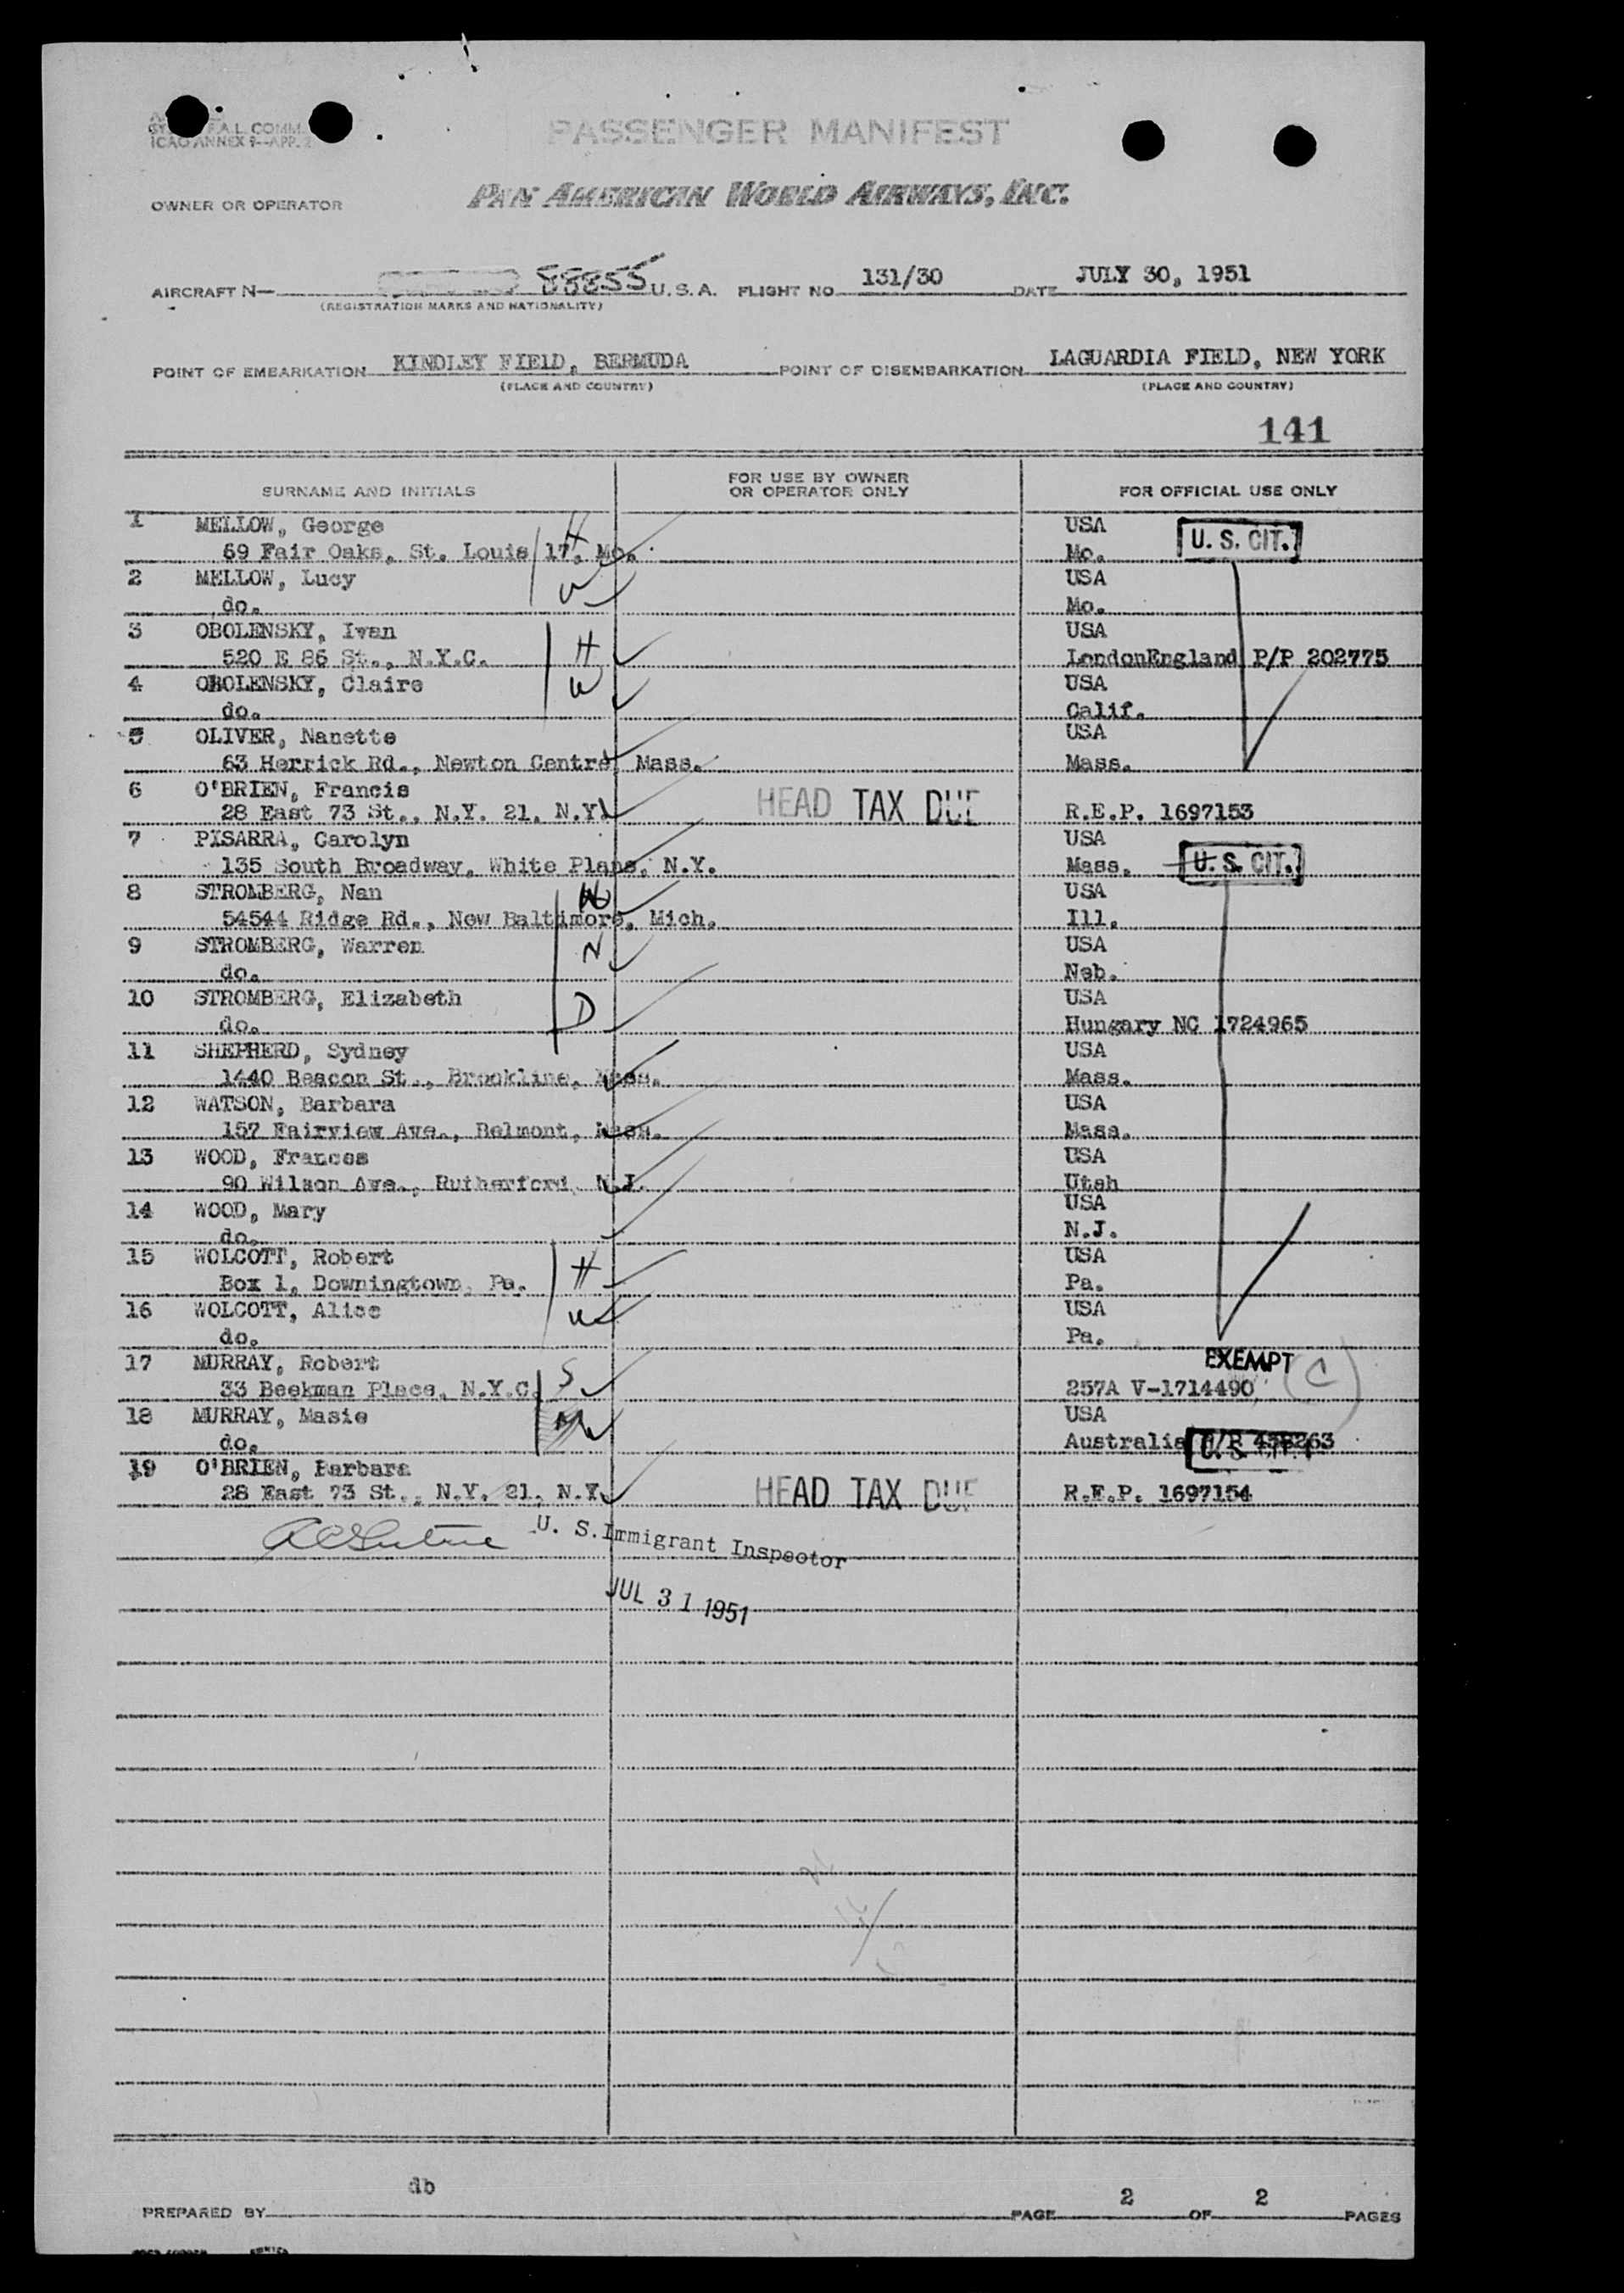 F.A.L. COMM.
ICAO ANNEX 9-APP. 2
PASSENGER MANIFEST
OWNER OR OPERATOR PAN AMERICAN WORLD AIRWAYS, INC.
AIRCRAFT N— 88855 U.S.A. FLIGHT NO. 131/30 DATE JULY 30, 1951
(REGISTRATION MARKS AND NATIONALITY)
POINT OF EMBARKATION KINDLEY FIElD, BERMUDA POINT OF DISEMBARKATION LAGUARDIA FIELD, NEW YORK
(PLACE AND COUNTRY) (PLACE AND COUNTRY)
141
SURNAME AND INITIALS FOR USE BY OWNER OR OPERATOR ONLY FOR OFFICIAL USE ONLY
1 MELLOW, George H USA U. S. CIT.
69 Fair Oaks, St. Louis 17, Mo. Mo.
2 MELLOW, Lucy W USA
do. Mo.
3 OBOLENSKY, Ivan H USA
520 E 86 St., N.Y.C. LondonEngland P/P 202775
4 OBOLENSKY, Claire W USA
do. Calif.
5 OLIVER, Nanette USA
63 Herrick Rd., Newton Centre, Mass. Mass.
6 O'BRIEN, Francis HEAD TAX DUE
28 East 73 St., N.Y. 21, N.Y. R.E.P. 1697153
7 PISARRA, Carolyn USA
135 South Broadway, White Plans, N.Y. Mass. U. S. CIT.
8 STROMBERG, Nan W USA
54544 Ridge Rd., New Baltimore, Mich. Ill.
9 STROMBERG, Warren N USA
do. Neb.
10 STROMBERG, Elizabeth D USA
do. Hungary NC 1724965
11 SHEPHERD, Sydney USA
1440 Beacon St., Brookline, Mass. Mass.
12 WATSON, Barbara USA
157 Fairview Ave., Belmont, Mass. Mass.
13 WOOD, Frances USA
90 Wilson Ave., Rutherford, N.J. Utah
14 WOOD, Mary USA
do. N.J.
15 WOLCOTT, Robert H USA
Box 1, Downingtown, Pa. Pa.
16 WOLCOTT, Alice W USA
do. Pa.
17 MURRAY, Robert S EXEMPT (C)
33 Beekman Place, N.Y.C. 257A V-1714490
18 MURRAY, Masie USA
do. Australia P/P U. S. CIT.
19 O'BRIEN, Barbara HEAD TAX DUE
28 East 73 St., N.Y. 21, N.Y. R.E.P. 1697154
U. S. Immigrant Inspector
JUL 31 1951
db
PREPARED BY PAGE 2 OF 2 PAGES